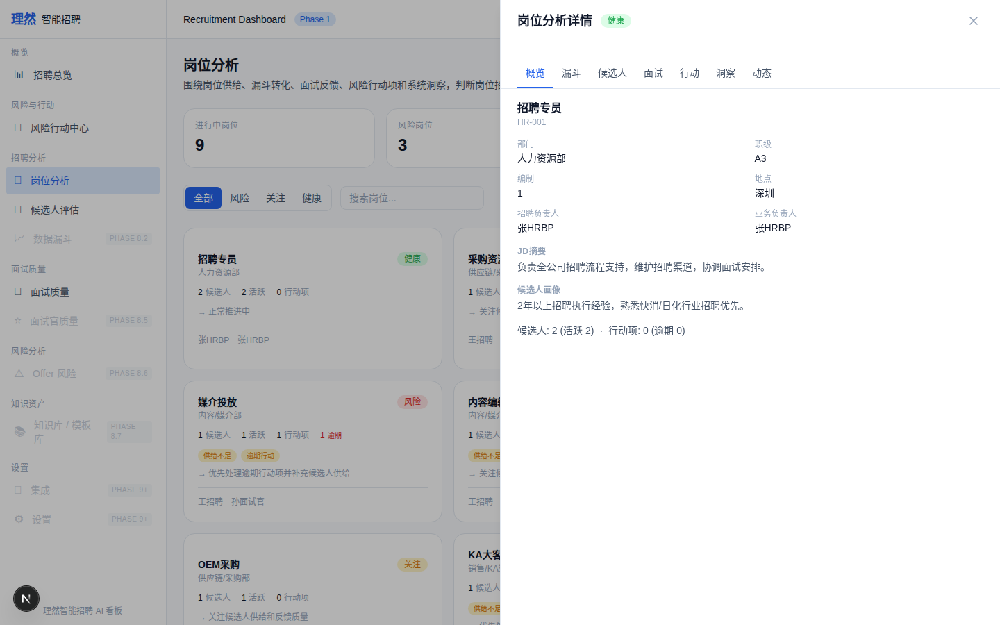 理然 智能招聘
概览
招聘总览
风险与行动
风险行动中心
招聘分析
岗位分析
候选人评估
数据漏斗 PHASE 8.2
面试质量
面试质量
面试官质量 PHASE 8.5
风险分析
Offer 风险 PHASE 8.6
知识资产
知识库 / 模板库 PHASE 8.7
设置
集成 PHASE 9+
设置 PHASE 9+
N
理然智能招聘 AI 看板
Recruitment Dashboard Phase 1
岗位分析
围绕岗位供给、漏斗转化、面试反馈、风险行动项和系统洞察，判断岗位招
进行中岗位
9
风险岗位
3
全部 风险 关注 健康 搜索岗位...
招聘专员 健康
人力资源部
2 候选人 2 活跃 0 行动项
→ 正常推进中
张HRBP 张HRBP
采购资
供应链/采
1 候选人
→ 关注候
王招聘
媒介投放 风险
内容/媒介部
1 候选人 1 活跃 1 行动项 1 逾期
供给不足 逾期行动
→ 优先处理逾期行动项并补充候选人供给
王招聘 孙面试官
内容编辑
内容/媒介
1 候选人
供给不足
→ 关注候
王招聘
OEM采购 关注
供应链/采购部
1 候选人 1 活跃 0 行动项
→ 关注候选人供给和反馈质量
KA大客
销售/KA
1 候选人
供给不足
岗位分析详情 健康
概览 漏斗 候选人 面试 行动 洞察 动态
招聘专员
HR-001
部门 职级
人力资源部 A3
编制 地点
1 深圳
招聘负责人 业务负责人
张HRBP 张HRBP
JD摘要
负责全公司招聘流程支持，维护招聘渠道，协调面试安排。
候选人画像
2年以上招聘执行经验，熟悉快消/日化行业招聘优先。
候选人: 2 (活跃 2) · 行动项: 0 (逾期 0)